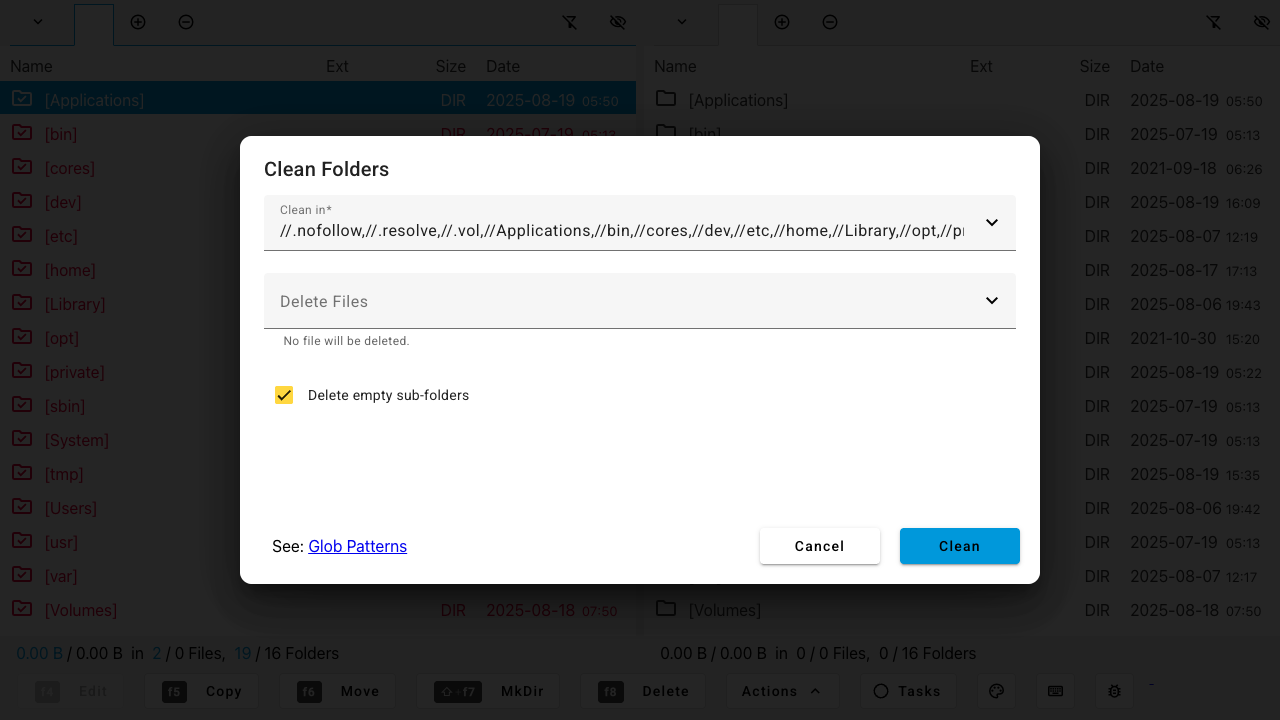 Name Ext Size Date Name Ext Size Date
[Applications] DIR 2025-08-19 05:50 [Applications] DIR 2025-08-19 05:50
[bin] DIR 2025-07-19 05:13 [bin] DIR 2025-07-19 05:13
[cores] DIR 2021-09-18 06:26
[dev] DIR 2025-08-19 16:09
[etc] DIR 2025-08-07 12:19
[home] DIR 2025-08-17 17:13
[Library] DIR 2025-08-06 19:43
[opt] DIR 2021-10-30 15:20
[private] DIR 2025-08-19 05:22
[sbin] DIR 2025-07-19 05:13
[System] DIR 2025-07-19 05:13
[tmp] DIR 2025-08-19 15:35
[Users] DIR 2025-08-06 19:42
[usr] DIR 2025-07-19 05:13
[var] DIR 2025-08-07 12:17
[Volumes] DIR 2025-08-18 07:50 [Volumes] DIR 2025-08-18 07:50
Clean Folders
Clean in*
//.nofollow,//.resolve,//.vol,//Applications,//bin,//cores,//dev,//etc,//home,//Library,//opt,//pr
Delete Files
No file will be deleted.
Delete empty sub-folders
See: Glob Patterns
Cancel
Clean
0.00 B / 0.00 B in 2 / 0 Files, 19 / 16 Folders 0.00 B / 0.00 B in 0 / 0 Files, 0 / 16 Folders
f4 Edit f5 Copy f6 Move ⇧+f7 MkDir f8 Delete Actions Tasks